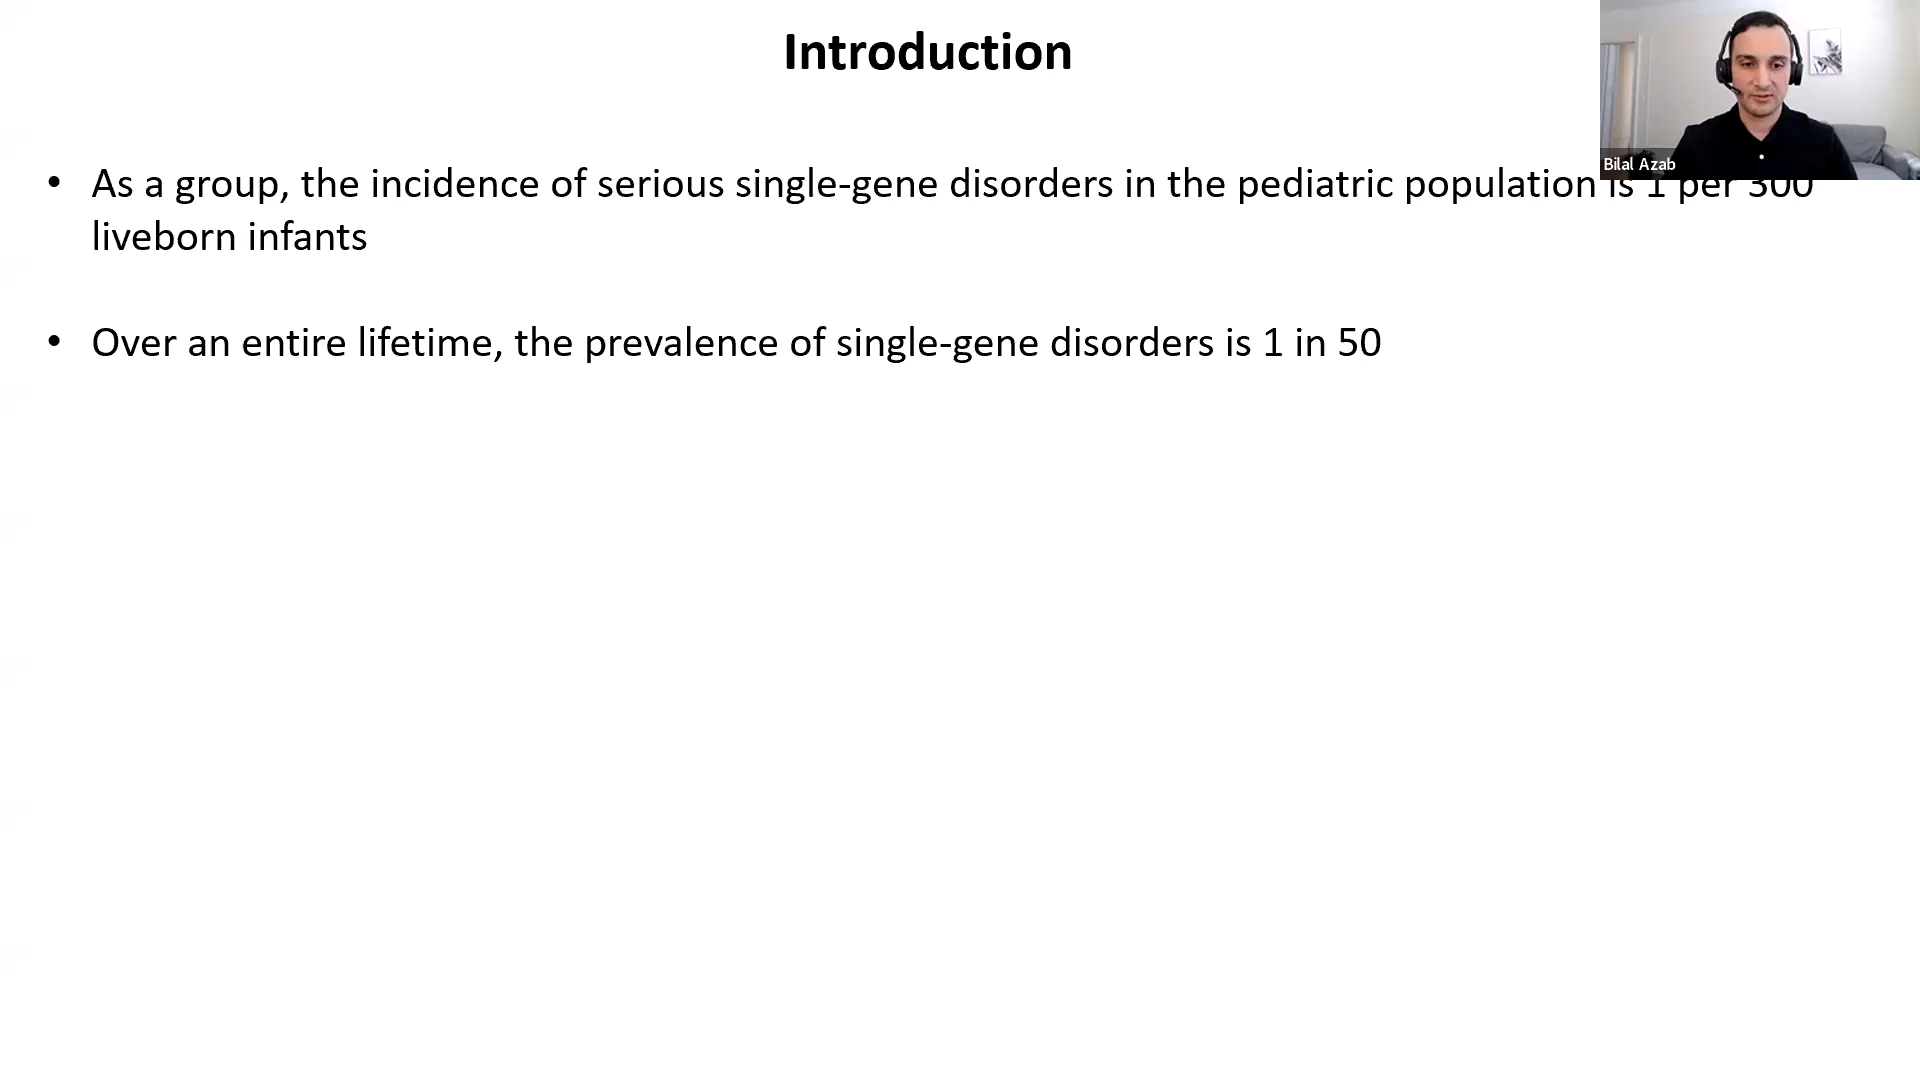 Introduction
Bilal Azab
• As a group, the incidence of serious single-gene disorders in the pediatric population is 1 per 300
liveborn infants
• Over an entire lifetime, the prevalence of single-gene disorders is 1 in 50